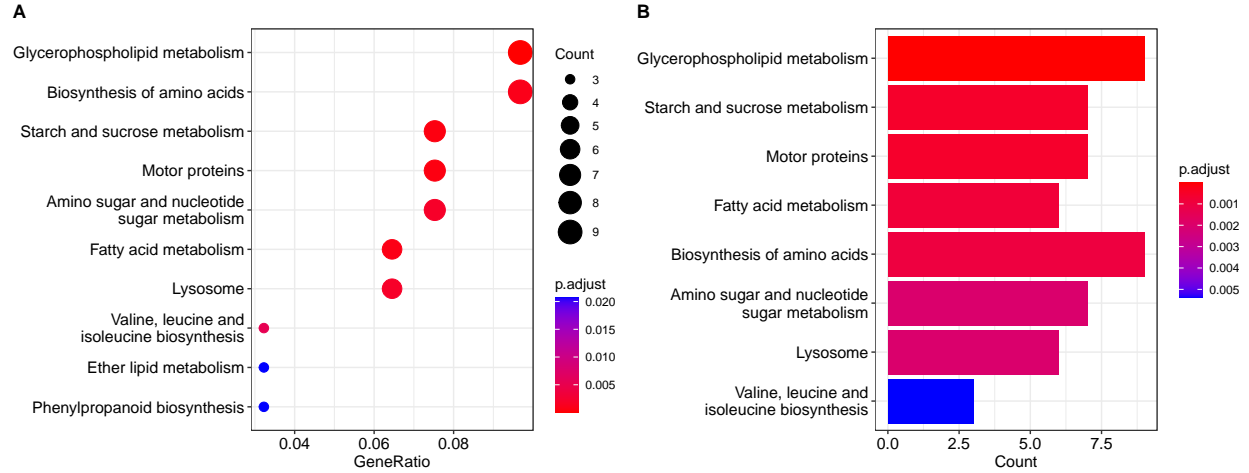 A
Glycerophospholipid metabolism
Biosynthesis of amino acids
Starch and sucrose metabolism
Motor proteins
Amino sugar and nucleotide
sugar metabolism
Fatty acid metabolism
Lysosome
Valine, leucine and
isoleucine biosynthesis
Ether lipid metabolism
Phenylpropanoid biosynthesis
0.04
0.06
0.08
GeneRatio
Count
3
4
5
6
7
8
9
p.adjust
0.020
0.015
0.010
0.005
B
Glycerophospholipid metabolism
Starch and sucrose metabolism
Motor proteins
Fatty acid metabolism
Biosynthesis of amino acids
Amino sugar and nucleotide
sugar metabolism
Lysosome
Valine, leucine and
isoleucine biosynthesis
0.0
2.5
5.0
7.5
Count
p.adjust
0.001
0.002
0.003
0.004
0.005